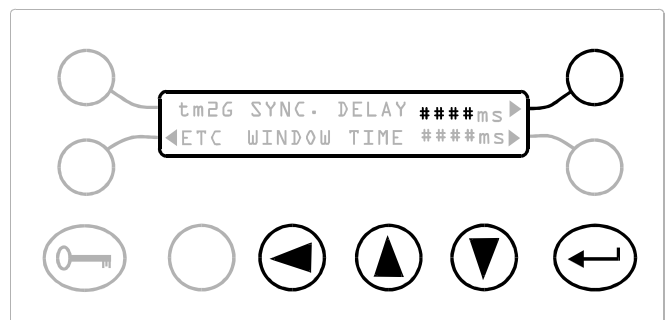 tm2G SYNC. DELAY ####ms
ETC WINDOW TIME ####ms